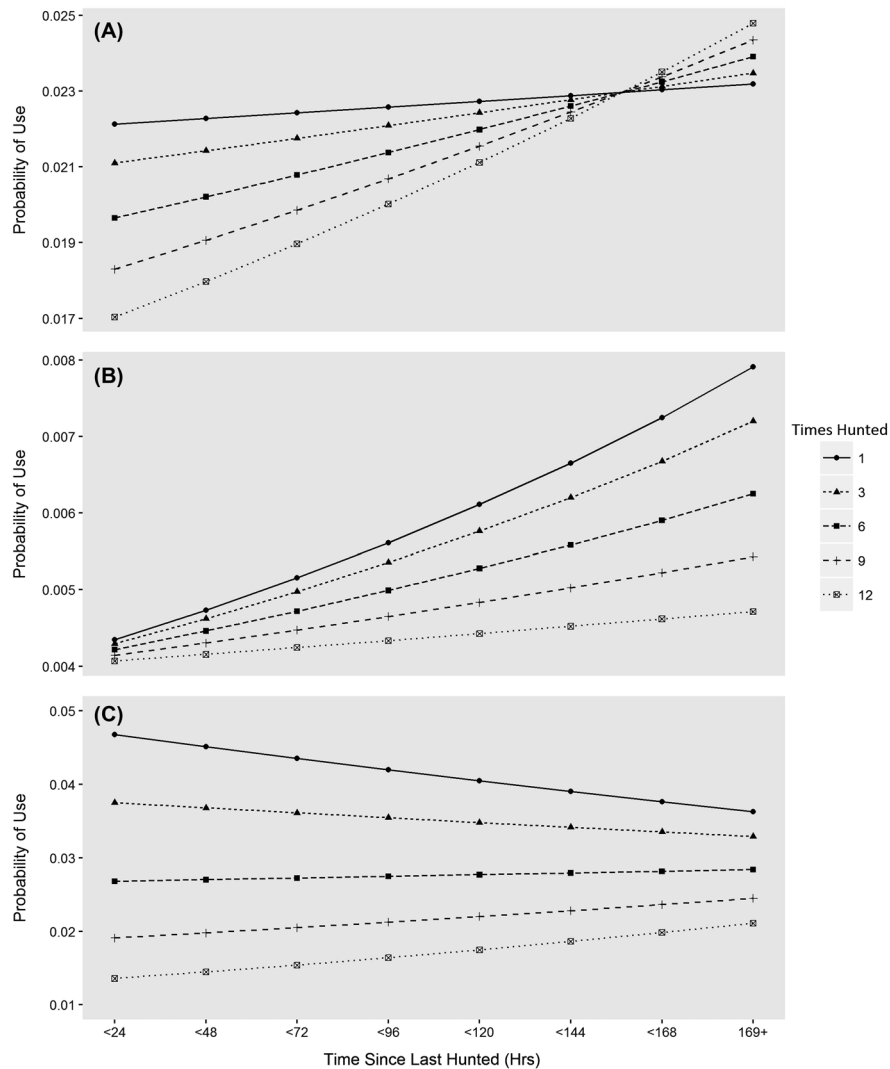 (A)
0.025
0.023
0.021
0.019
0.017
Probability of Use
(B)
0.008
0.007
0.006
0.005
0.004
Probability of Use
Times Hunted
1
3
6
9
12
(C)
0.05
0.04
0.03
0.02
0.01
Probability of Use
<24 <48 <72 <96 <120 <144 <168 169+
Time Since Last Hunted (Hrs)